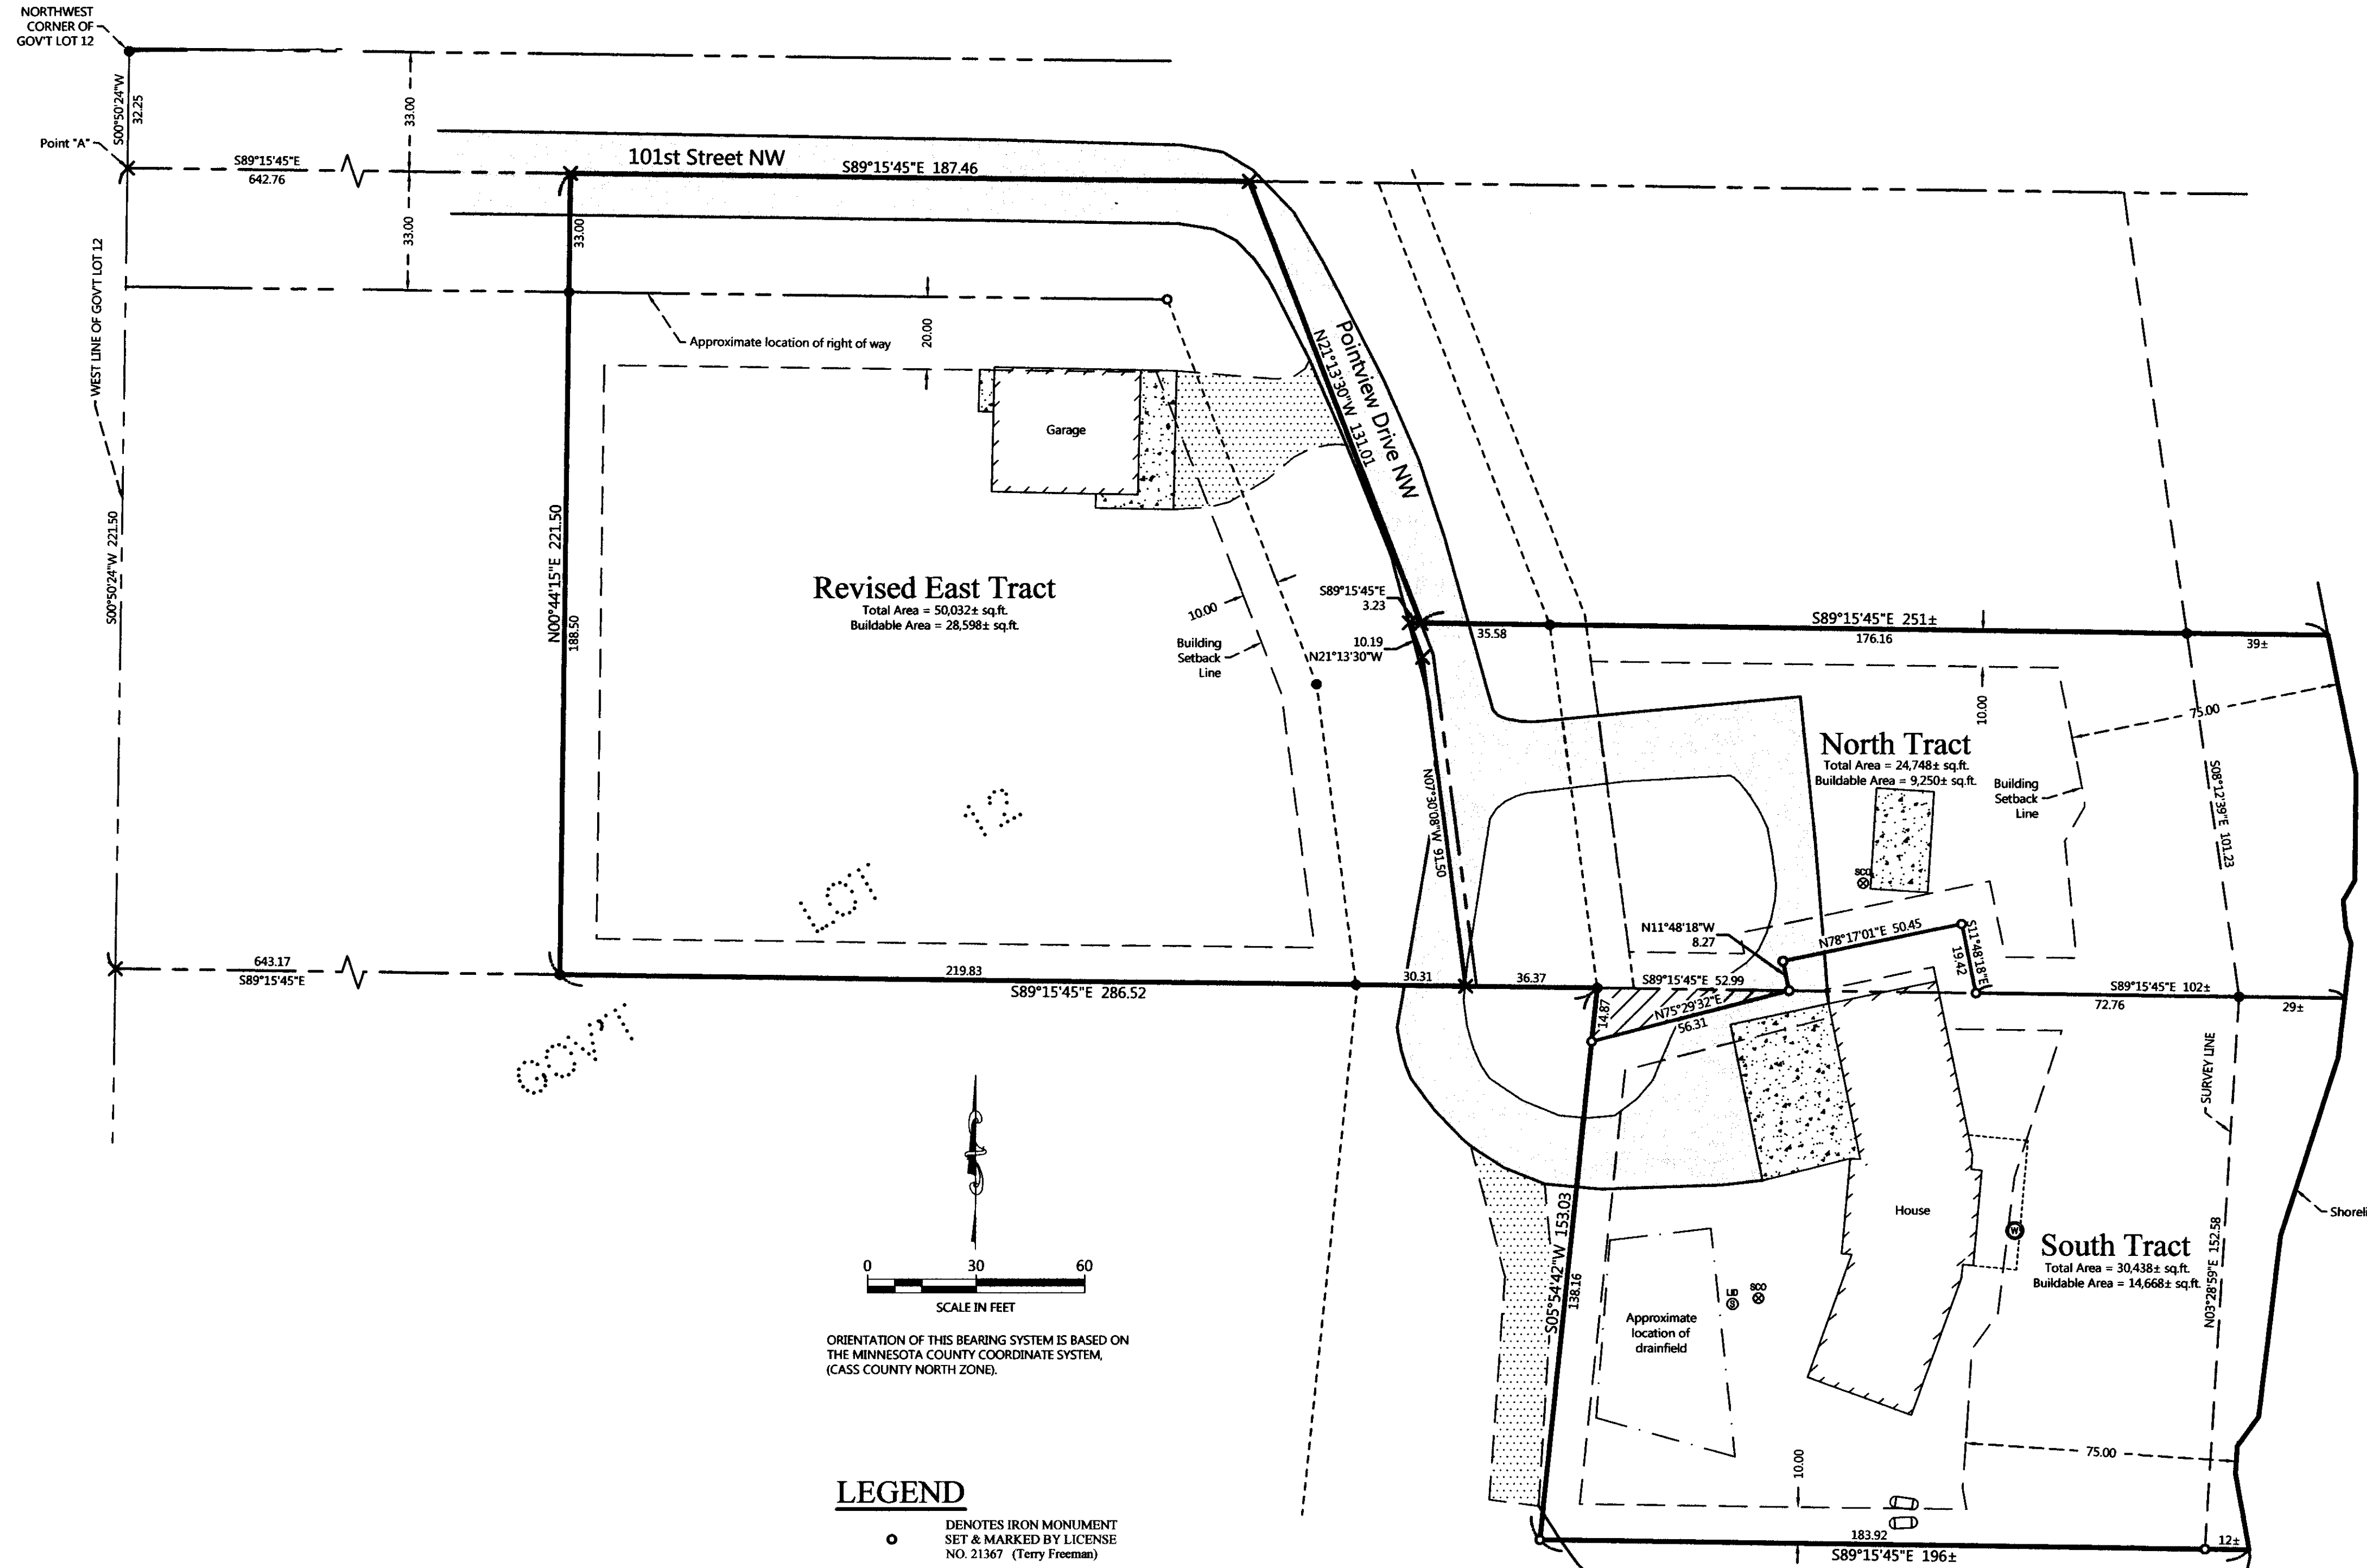 NORTHWEST
CORNER OF
GOV'T LOT 12
S00°50'24"W
32.25
33.00
Point "A"
S89°15'45"E
642.76
101st Street NW
S89°15'45"E 187.46
33.00
33.00
WEST LINE OF GOV'T LOT 12
Approximate location of right of way
20.00
Pointview Drive NW
N21°13'30"W 131.01
Garage
S00°50'24"W 221.50
N00°44'15"E 221.50
188.50
Revised East Tract
Total Area = 50,032± sq.ft.
Buildable Area = 28,598± sq.ft.
10.00
Building
Setback
Line
S89°15'45"E
3.23
10.19
N21°13'30"W
35.58
S89°15'45"E 251±
176.16
39±
10.00
75.00
North Tract
Total Area = 24,748± sq.ft.
Buildable Area = 9,250± sq.ft.
Building
Setback
Line
S08°12'39"E 101.23
N07°30'08"W 91.50
SCO
GOV'T LOT 12
N11°48'18"W
8.27
N78°17'01"E 50.45
S11°48'18"E
19.42
643.17
S89°15'45"E
219.83
S89°15'45"E 286.52
30.31
36.37
S89°15'45"E 52.99
S89°15'45"E 102±
72.76
29±
14.87
N75°29'32"E
56.31
SURVEY LINE
House
W
Shoreli
South Tract
Total Area = 30,438± sq.ft.
Buildable Area = 14,668± sq.ft.
N03°28'59"E 152.58
S05°54'42"W 153.03
138.16
LS
S
SCO
Approximate
location of
drainfield
0 30 60
SCALE IN FEET
ORIENTATION OF THIS BEARING SYSTEM IS BASED ON
THE MINNESOTA COUNTY COORDINATE SYSTEM,
(CASS COUNTY NORTH ZONE).
75.00
10.00
183.92
S89°15'45"E 196±
12±
LEGEND
DENOTES IRON MONUMENT
SET & MARKED BY LICENSE
NO. 21367 (Terry Freeman)